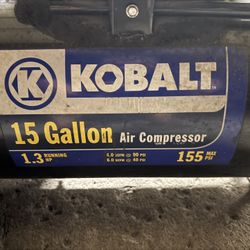 K KOBALT
15 Gallon Air Compressor
1.3 RUNNING HP
155 MAX PSI